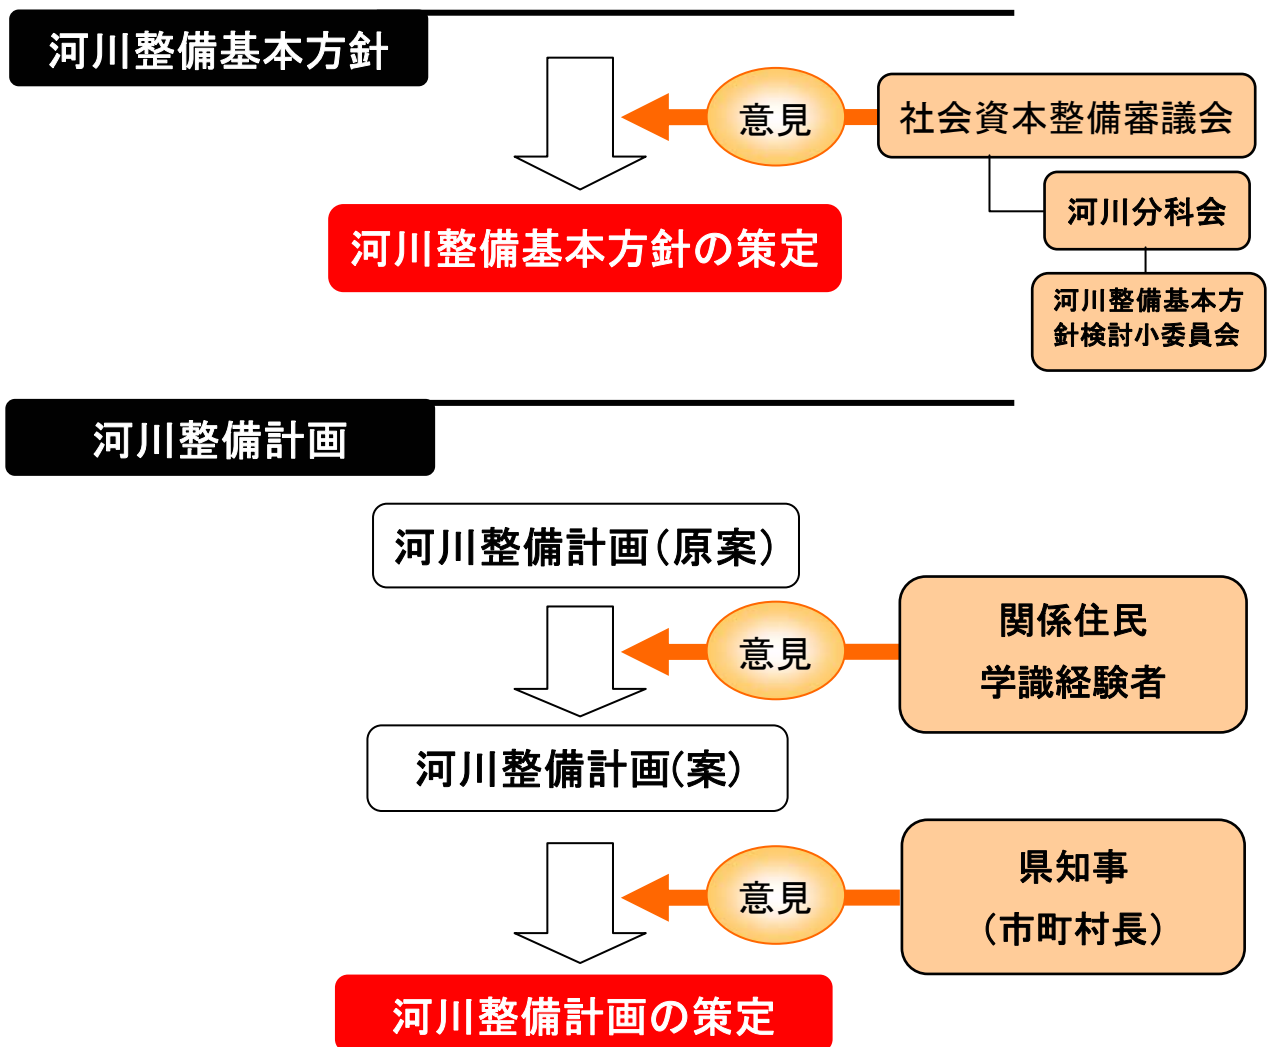 河川整備基本方針
意見
社会資本整備審議会
河川分科会
河川整備基本方針の策定
河川整備基本方
針検討小委員会
河川整備計画
河川整備計画（原案）
意見
関係住民
学識経験者
河川整備計画(案)
意見
県知事
（市町村長）
河川整備計画の策定